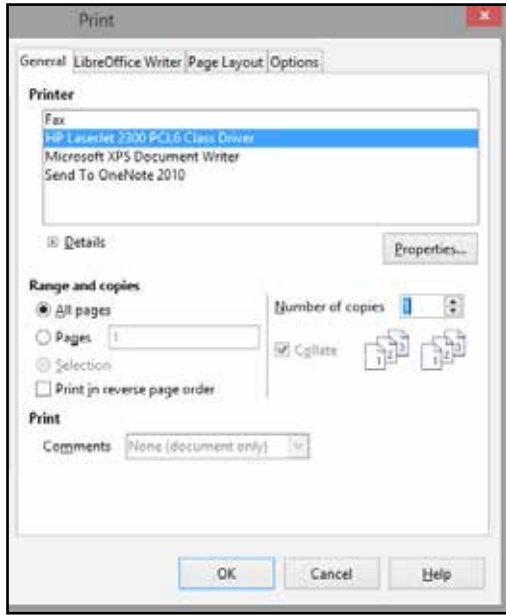 Print
General LibreOffice Writer Page Layout Options
Printer
Fax
HP LaserJet 2300 PCL6 Class Driver
Microsoft XPS Document Writer
Send To OneNote 2010
Details
Properties...
Range and copies
All pages
Number of copies 1
Pages 1
Collate
Selection
Print in reverse page order
Print
Comments None (document only)
OK Cancel Help